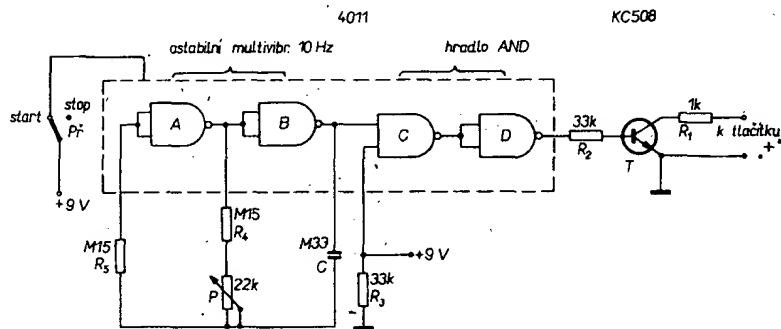 4011
KC508
astabilní multivibr. 10 Hz
hradlo AND
start
stop
Př
+9 V
A
B
C
D
33k
R2
T
1k
R1
k tlačítku
+
M15
R5
M15
R4
22k
P
M33
C
+9 V
33k
R3